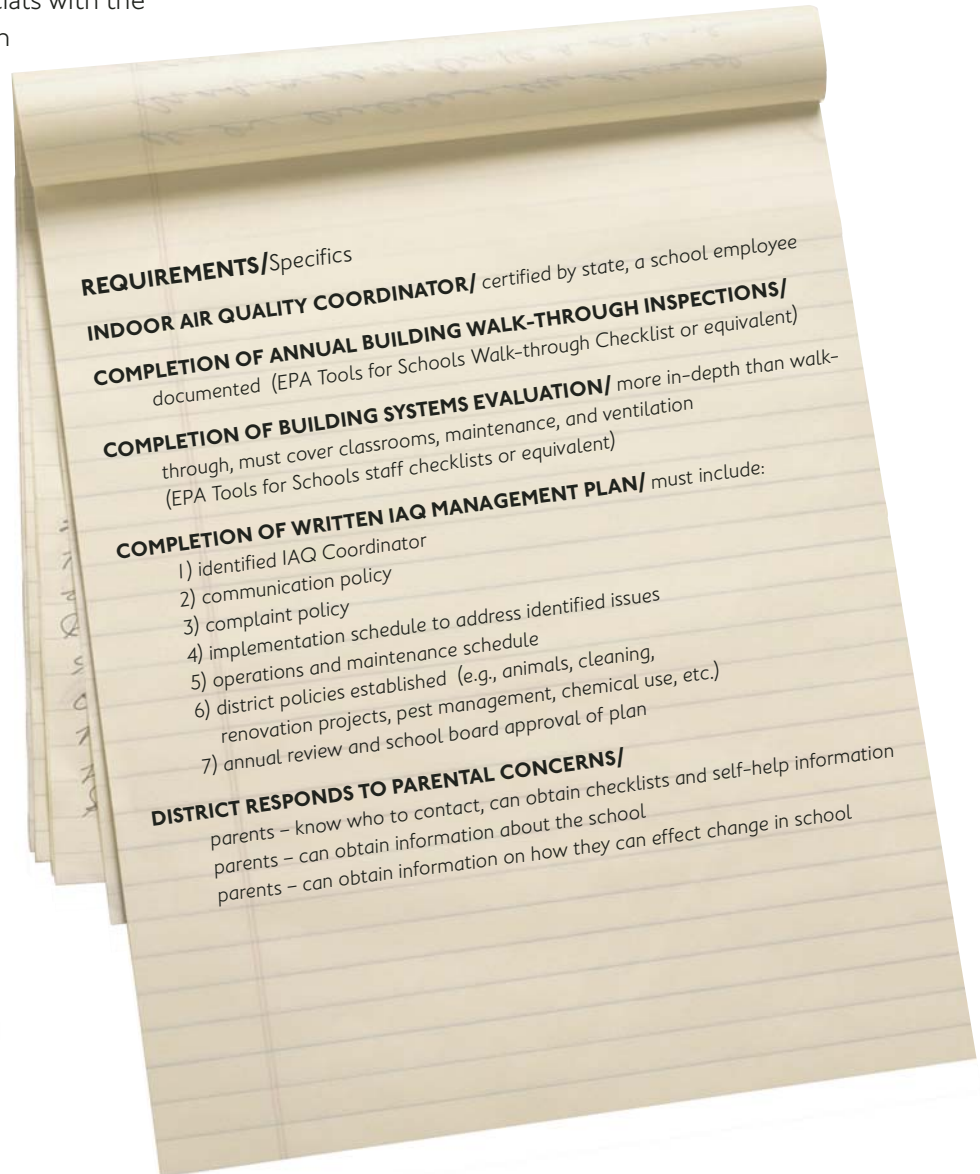 with the
REQUIREMENTS/Specifics
INDOOR AIR QUALITY COORDINATOR/ certified by state, a school employee
COMPLETION OF ANNUAL BUILDING WALK-THROUGH INSPECTIONS/
documented (EPA Tools for Schools Walk-through Checklist or equivalent)
COMPLETION OF BUILDING SYSTEMS EVALUATION/ more in-depth than walk-
through, must cover classrooms, maintenance, and ventilation
(EPA Tools for Schools staff checklists or equivalent)
COMPLETION OF WRITTEN IAQ MANAGEMENT PLAN/ must include:
1) identified IAQ Coordinator
2) communication policy
3) complaint policy
4) implementation schedule to address identified issues
5) operations and maintenance schedule
6) district policies established (e.g., animals, cleaning,
renovation projects, pest management, chemical use, etc.)
7) annual review and school board approval of plan
DISTRICT RESPONDS TO PARENTAL CONCERNS/
parents – know who to contact, can obtain checklists and self-help information
parents – can obtain information about the school
parents – can obtain information on how they can effect change in school